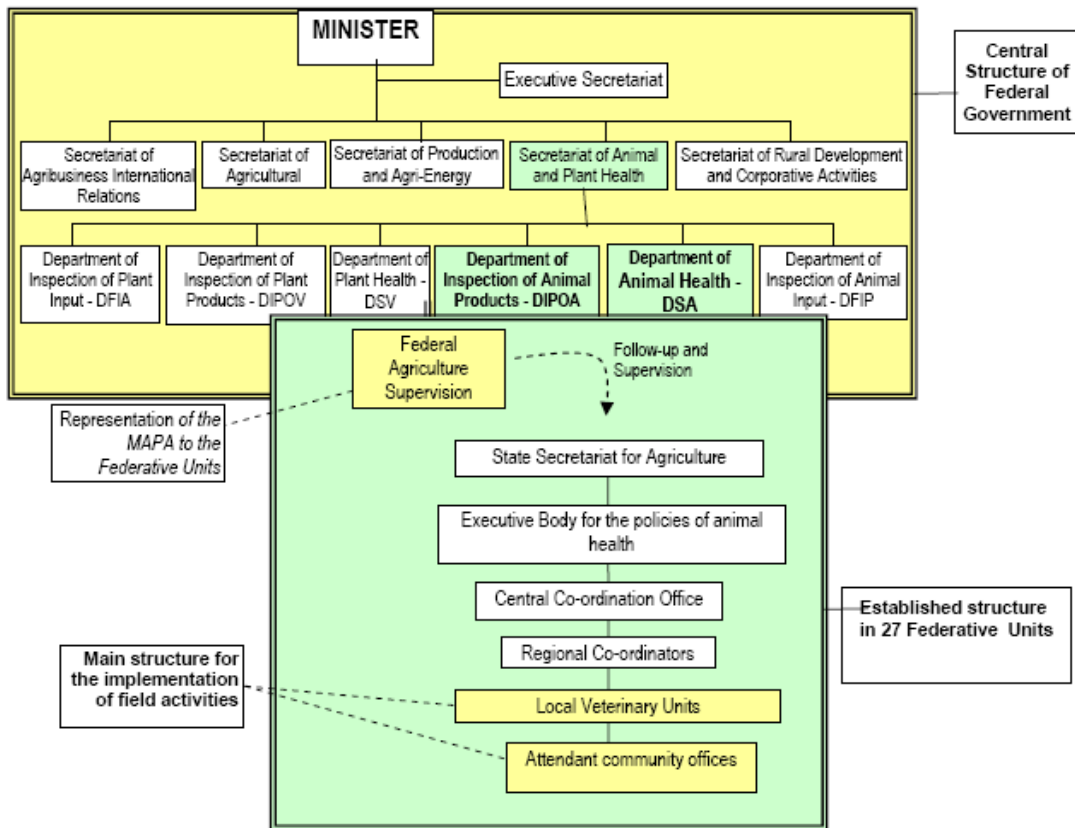 MINISTER
Executive Secretariat
Central
Structure of
Federal
Government
Secretariat of
Agribusiness International
Relations
Secretariat of
Agricultural
Secretariat of Production
and Agri-Energy
Secretariat of Animal
and Plant Health
Secretariat of Rural Development
and Corporative Activities
Department of
Inspection of Plant
Input - DFIA
Department of
Inspection of Plant
Products - DIPOV
Department of
Plant Health -
DSV
Department of
Inspection of Animal
Products - DIPOA
Department of
Animal Health -
DSA
Department of
Inspection of Animal
Input - DFIP
Federal
Agriculture
Supervision
Follow-up and
Supervision
Representation of the
MAPA to the
Federative Units
State Secretariat for Agriculture
Executive Body for the policies of animal
health
Central Co-ordination Office
Regional Co-ordinators
Local Veterinary Units
Attendant community offices
Established structure
in 27 Federative Units
Main structure for
the implementation
of field activities